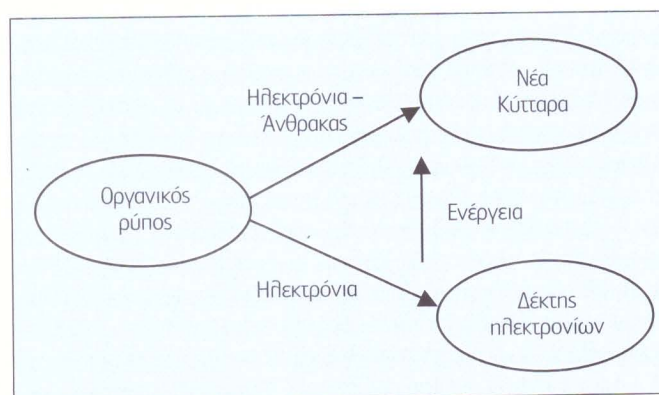 Ηλεκτρόνια –
Άνθρακας
Νέα
Κύτταρα
Οργανικός
ρύπος
Ενέργεια
Ηλεκτρόνια
Δέκτης
ηλεκτρονίων